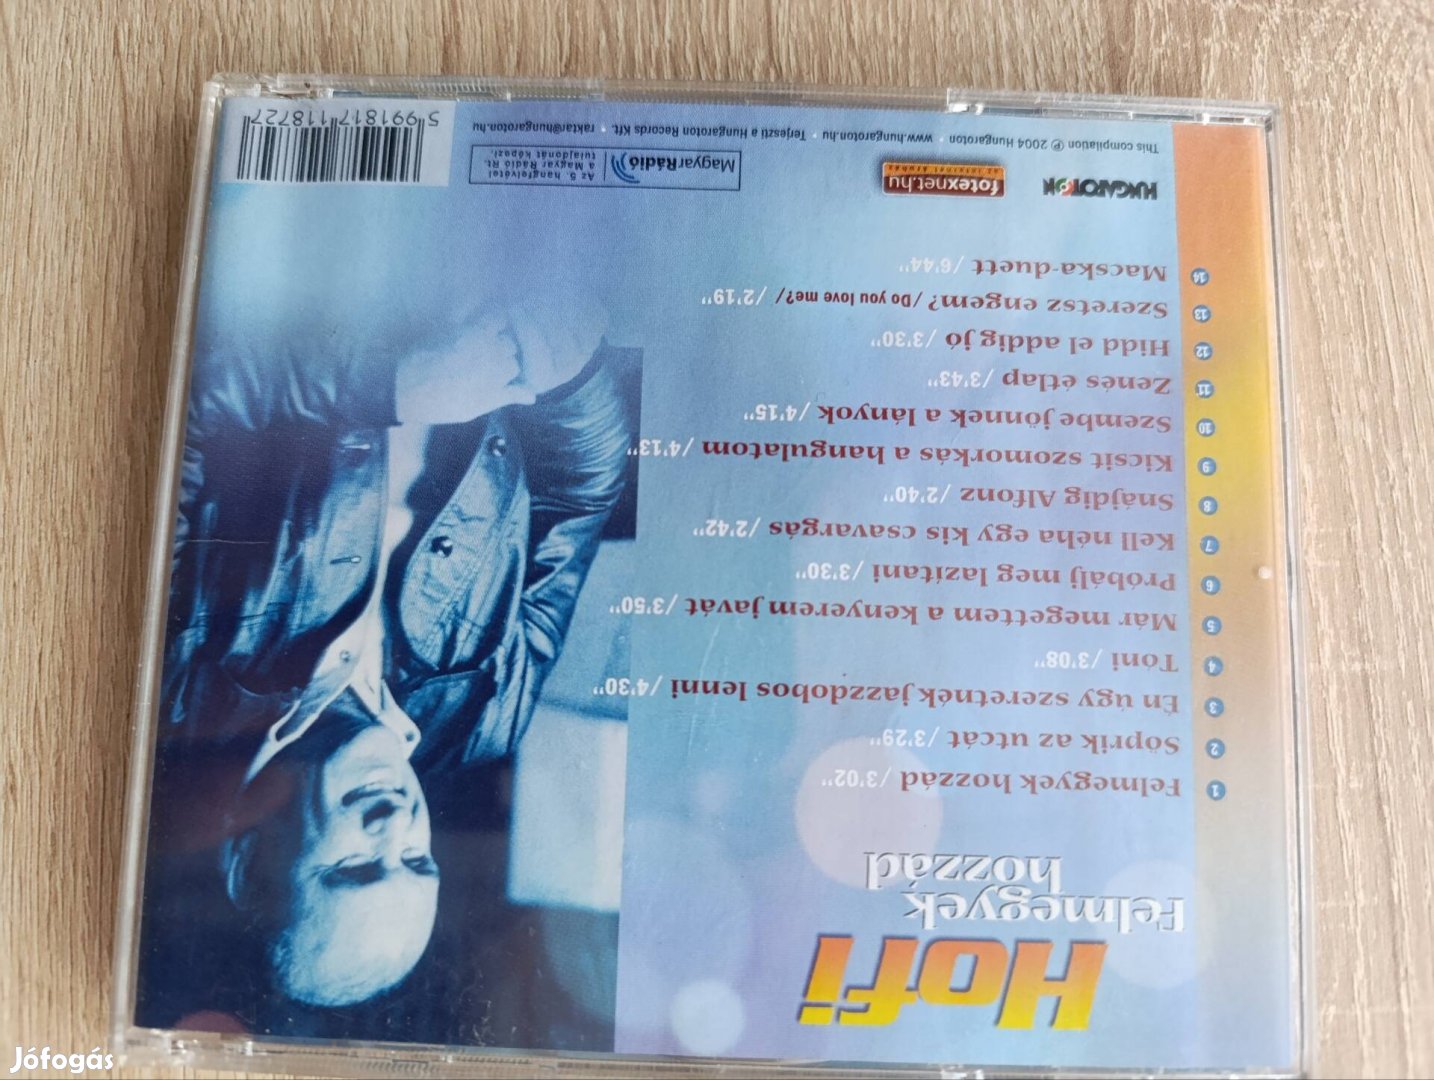 Hofi
Felmegyek
hozzád
1 Felmegyek hozzád /3'02"
2 Söprik az utcát /3'29"
3 Én úgy szeretnék jazzdobos lenni /4'30"
4 Tóni /3'08"
5 Már megettem a kenyerem javát /3'50"
6 Próbálj meg lazítani /3'30"
7 Kell néha egy kis csavargás /2'42"
8 Snájdig Alfonz /2'40"
9 Kicsit szomorkás a hangulatom /4'13"
10 Szembe jönnek a lányok /4'15"
11 Zenés étlap /3'43"
12 Hidd el addig jó /3'30"
13 Szeretsz engem? /Do you love me?/ /2'19"
14 Macska-duett /6'44"
HUNGAROTON
fotexnet.hu
az internet áruház
MagyarRádió
Az 5. hangfelvétel
a Magyar Rádió Rt.
tulajdonát képezi.
This compilation ℗ 2004 Hungaroton • www.hungaroton.hu • Terjeszti a Hungaroton Records Kft. • raktar@hungaroton.hu
5 991817 118727
Jófogás